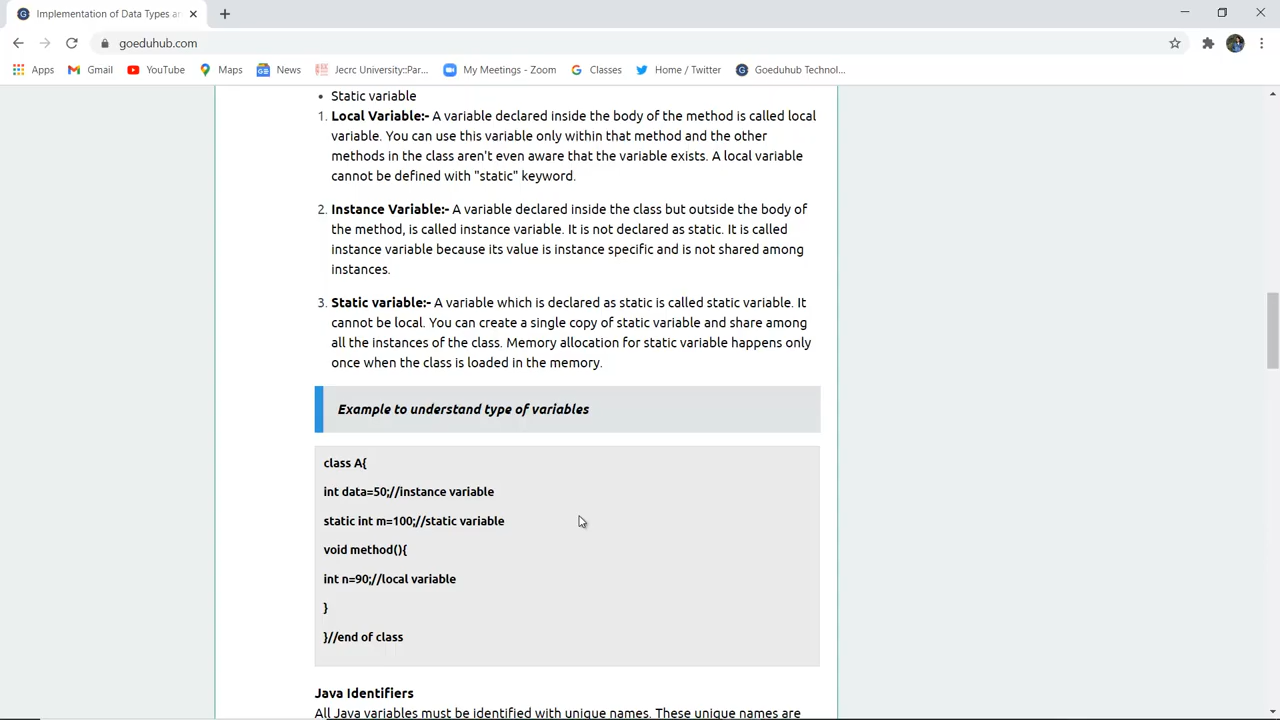 Implementation of Data Types an
goeduhub.com
Apps
Gmail
YouTube
Maps
News
Jecrc University::Par...
My Meetings - Zoom
Classes
Home / Twitter
Goeduhub Technol...
• Static variable
1. Local Variable:- A variable declared inside the body of the method is called local
variable. You can use this variable only within that method and the other
methods in the class aren't even aware that the variable exists. A local variable
cannot be defined with "static" keyword.
2. Instance Variable:- A variable declared inside the class but outside the body of
the method, is called instance variable. It is not declared as static. It is called
instance variable because its value is instance specific and is not shared among
instances.
3. Static variable:- A variable which is declared as static is called static variable. It
cannot be local. You can create a single copy of static variable and share among
all the instances of the class. Memory allocation for static variable happens only
once when the class is loaded in the memory.
Example to understand type of variables
class A{
int data=50;//instance variable
static int m=100;//static variable
void method(){
int n=90;//local variable
}
}//end of class
Java Identifiers
All Java variables must be identified with unique names. These unique names are